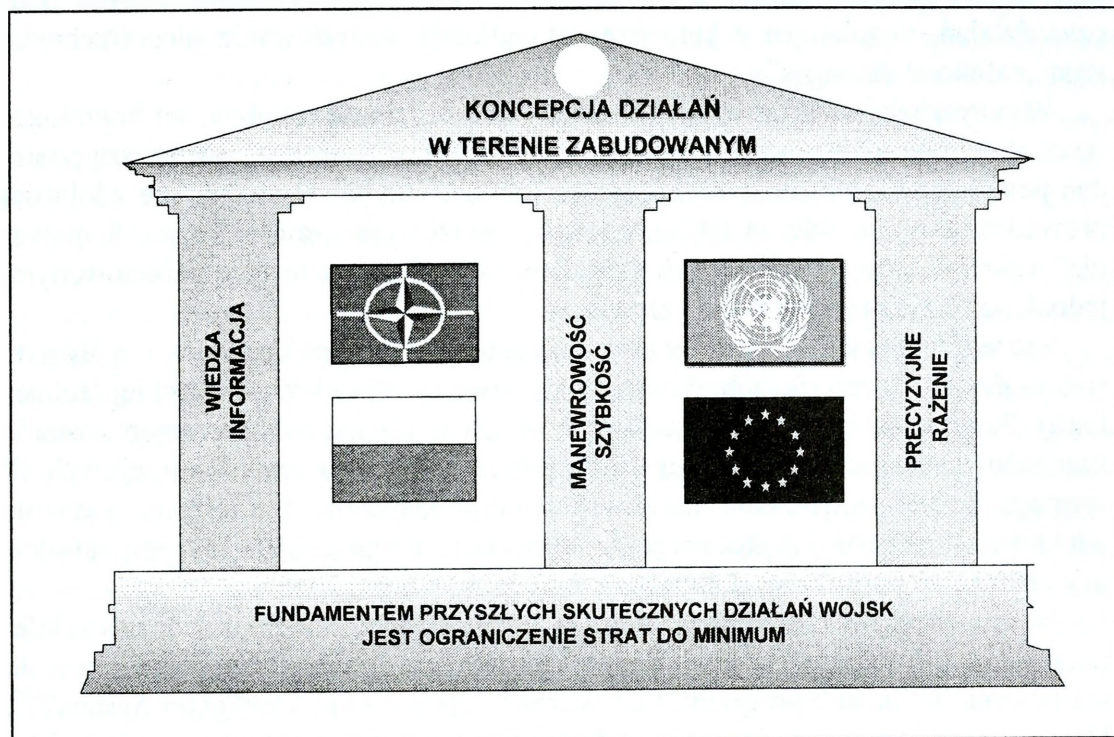 KONCEPCJA DZIAŁAŃ
W TERENIE ZABUDOWANYM
WIEDZA
INFORMACJA
MANEWROWOŚĆ
SZYBKOŚĆ
PRECYZYJNE
RAŻENIE
FUNDAMENTEM PRZYSZŁYCH SKUTECZNYCH DZIAŁAŃ WOJSK
JEST OGRANICZENIE STRAT DO MINIMUM